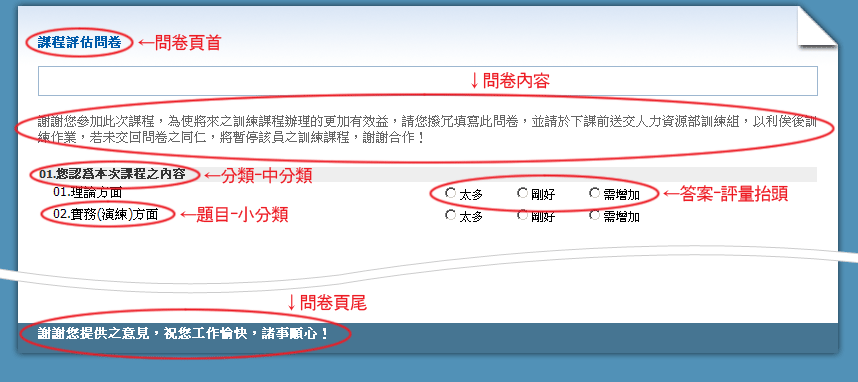 課程評估問卷 ←問卷頁首
↓問卷內容
謝謝您參加此次課程，為使將來之訓練課程辦理的更加有效益，請您撥冗填寫此問卷，並請於下課前送交人力資源部訓練組，以利俟後訓
練作業，若未交回問卷之同仁，將暫停該員之訓練課程，謝謝合作！
01.您認為本次課程之內容 ←分類-中分類
01.理論方面 太多 剛好 需增加 ←答案-評量抬頭
02.實務(演練)方面 ←題目-小分類 太多 剛好 需增加
↓問卷頁尾
謝謝您提供之意見，祝您工作愉快，諸事順心！